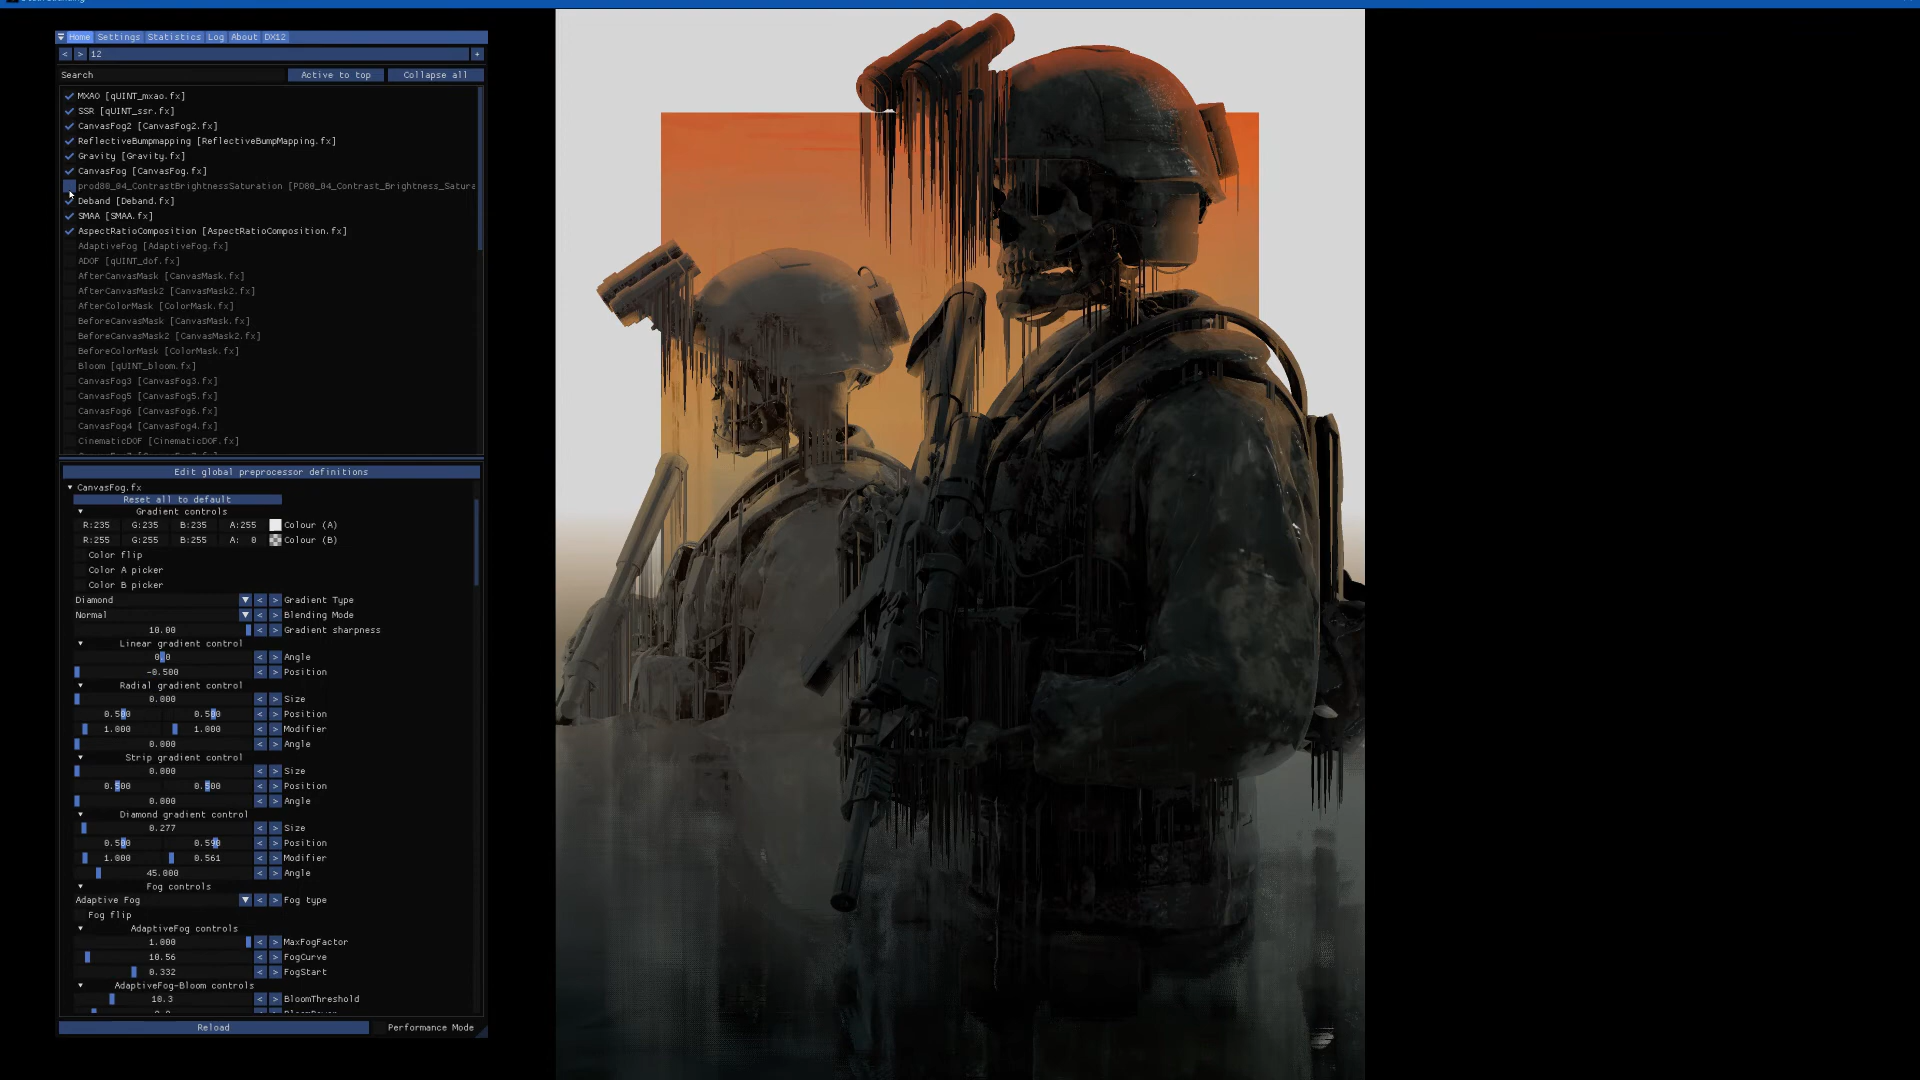 Home Settings Statistics Log About DX12
< > 12 +
Search Active to top Collapse all
MXAO [qUINT_mxao.fx]
SSR [qUINT_ssr.fx]
CanvasFog2 [CanvasFog2.fx]
ReflectiveBumpmapping [ReflectiveBumpMapping.fx]
Gravity [Gravity.fx]
CanvasFog [CanvasFog.fx]
prod80_04_ContrastBrightnessSaturation [PD80_04_Contrast_Brightness_Satura
Deband [Deband.fx]
SMAA [SMAA.fx]
AspectRatioComposition [AspectRatioComposition.fx]
AdaptiveFog [AdaptiveFog.fx]
ADOF [qUINT_dof.fx]
AfterCanvasMask [CanvasMask.fx]
AfterCanvasMask2 [CanvasMask2.fx]
AfterColorMask [ColorMask.fx]
BeforeCanvasMask [CanvasMask.fx]
BeforeCanvasMask2 [CanvasMask2.fx]
BeforeColorMask [ColorMask.fx]
Bloom [qUINT_bloom.fx]
CanvasFog3 [CanvasFog3.fx]
CanvasFog5 [CanvasFog5.fx]
CanvasFog6 [CanvasFog6.fx]
CanvasFog4 [CanvasFog4.fx]
CinematicDOF [CinematicDOF.fx]
Edit global preprocessor definitions
CanvasFog.fx
Reset all to default
Gradient controls
R:235 G:235 B:235 A:255 Colour (A)
R:255 G:255 B:255 A: 0 Colour (B)
Color flip
Color A picker
Color B picker
Diamond < > Gradient Type
Normal < > Blending Mode
10.00 < > Gradient sharpness
Linear gradient control
0.0 < > Angle
-0.500 < > Position
Radial gradient control
0.000 < > Size
0.500 0.500 < > Position
1.000 1.000 < > Modifier
0.000 < > Angle
Strip gradient control
0.000 < > Size
0.500 0.500 < > Position
0.000 < > Angle
Diamond gradient control
0.277 < > Size
0.500 0.590 < > Position
1.000 0.561 < > Modifier
45.000 < > Angle
Fog controls
Adaptive Fog < > Fog type
Fog flip
AdaptiveFog controls
1.000 < > MaxFogFactor
10.56 < > FogCurve
0.332 < > FogStart
AdaptiveFog-Bloom controls
10.3 < > BloomThreshold
Reload Performance Mode